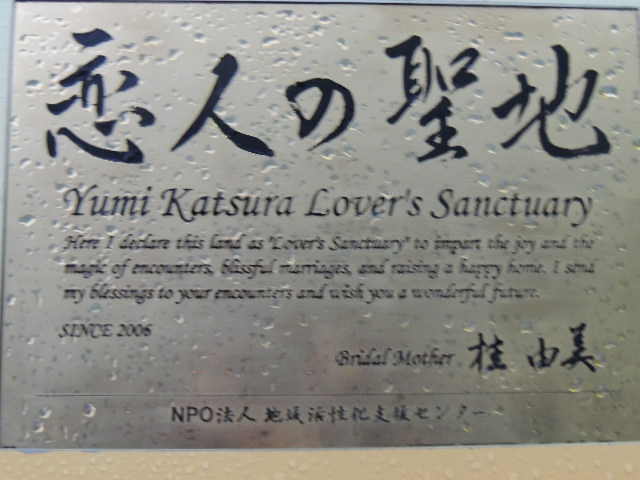 恋人の聖地
Yumi Katsura Lover's Sanctuary
Here I declare this land as "Lover's Sanctuary" to impart the joy and the
magic of encounters, blissful marriages, and raising a happy home. I send
my blessings to your encounters and wish you a wonderful future.
SINCE 2006
Bridal Mother 桂 由美
NPO法人 地域活性化支援センター